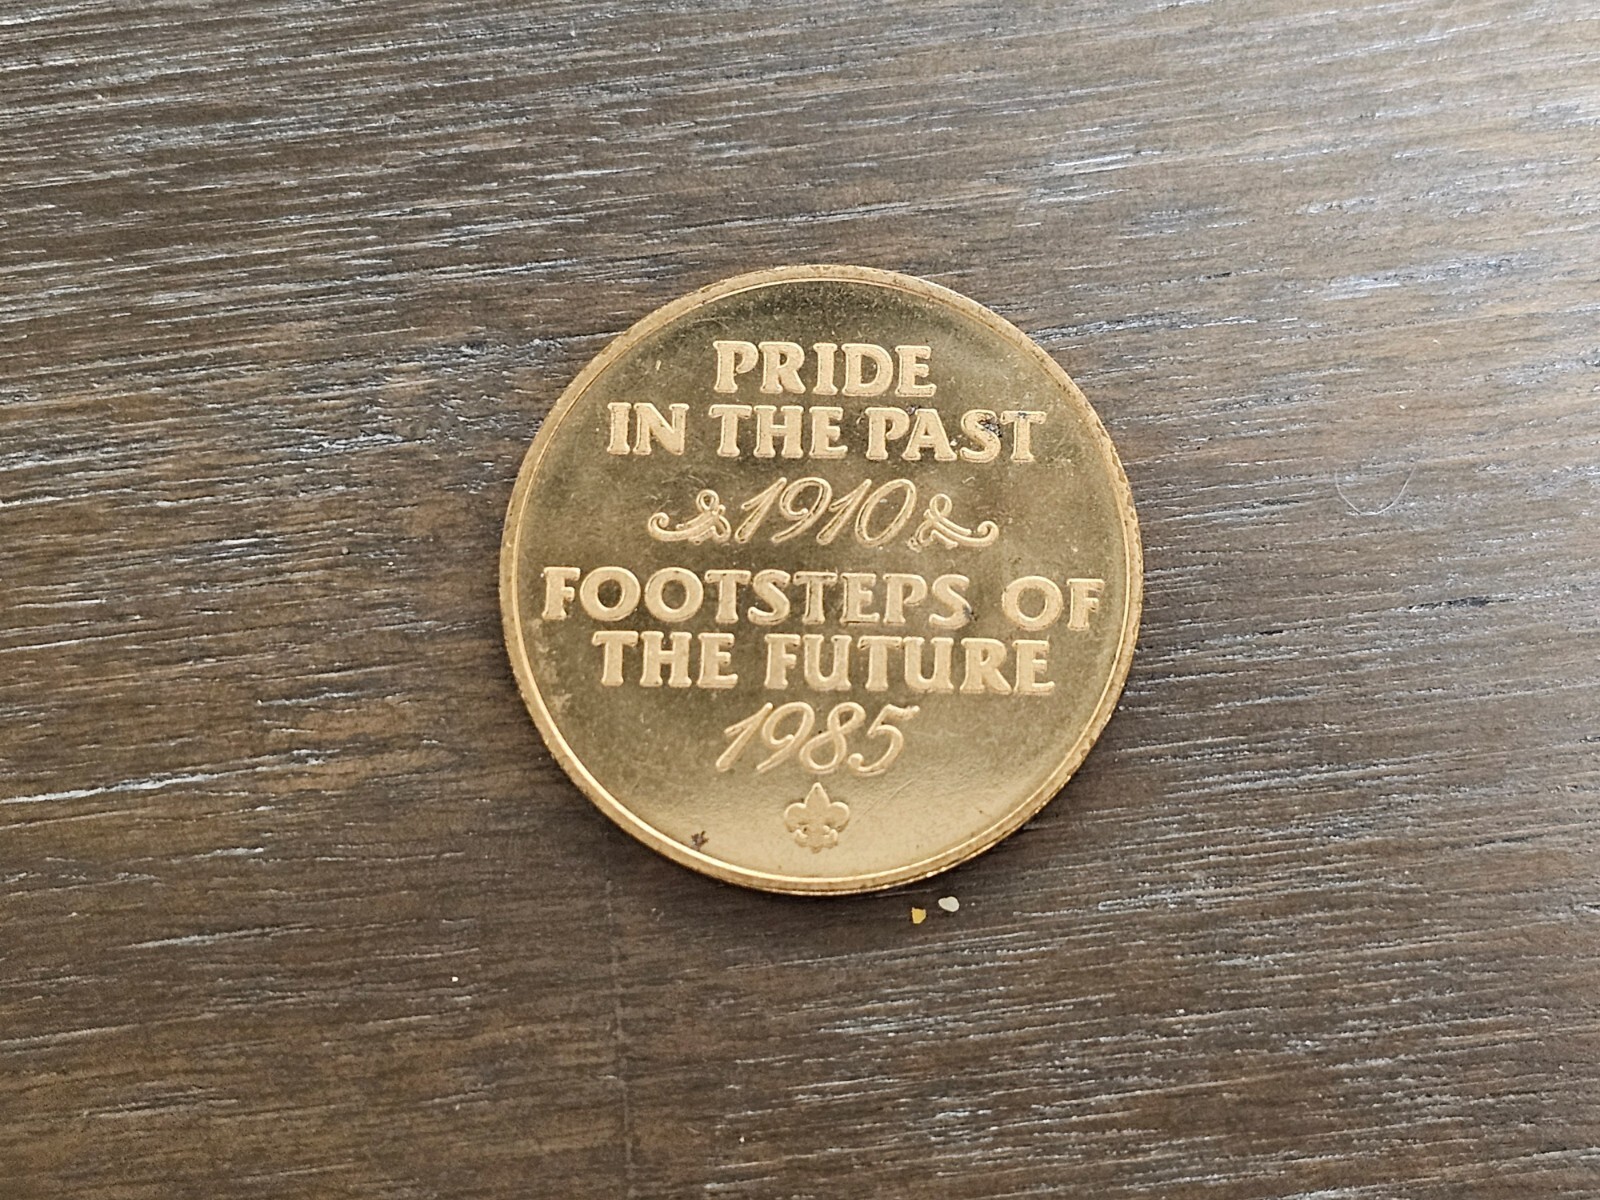 PRIDE
IN THE PAST
1910
FOOTSTEPS OF
THE FUTURE
1985